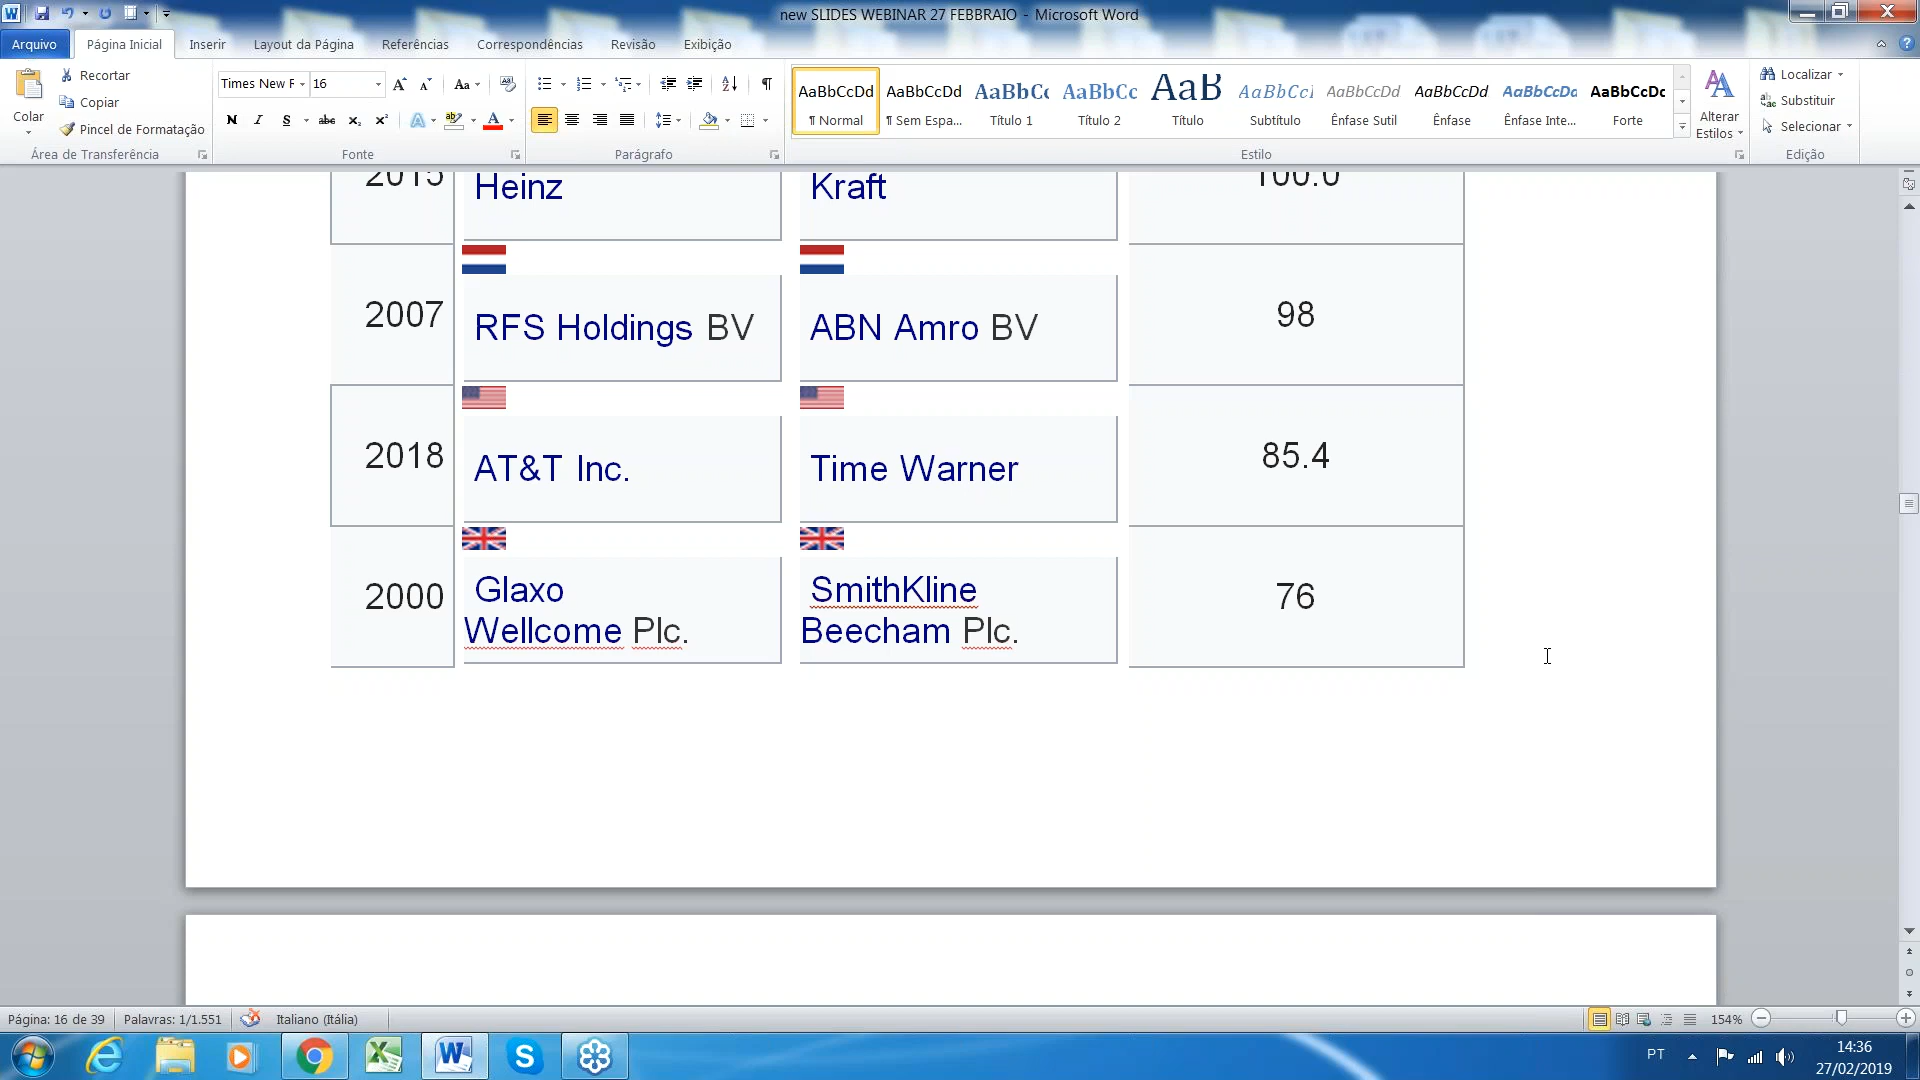 new SLIDES WEBINAR 27 FEBBRAIO - Microsoft Word
Arquivo Página Inicial Inserir Layout da Página Referências Correspondências Revisão Exibição
Colar
Recortar
Copiar
Pincel de Formatação
Área de Transferência
Times New F 16
Fonte
Parágrafo
AaBbCcDd AaBbCcDd AaBbCc AaBbCc AaB AaBbCcI AaBbCcDd AaBbCcDd AaBbCcDd AaBbCcDc
¶ Normal ¶ Sem Espa... Título 1 Título 2 Título Subtítulo Ênfase Sutil Ênfase Ênfase Inte... Forte
Estilo
Alterar
Estilos
Localizar
Substituir
Selecionar
Edição
2015 Heinz Kraft 100.0
2007 RFS Holdings BV ABN Amro BV 98
2018 AT&T Inc. Time Warner 85.4
2000 Glaxo Wellcome Plc. SmithKline Beecham Plc. 76
Página: 16 de 39 Palavras: 1/1.551 Italiano (Itália) 154%
PT 14:36
27/02/2019